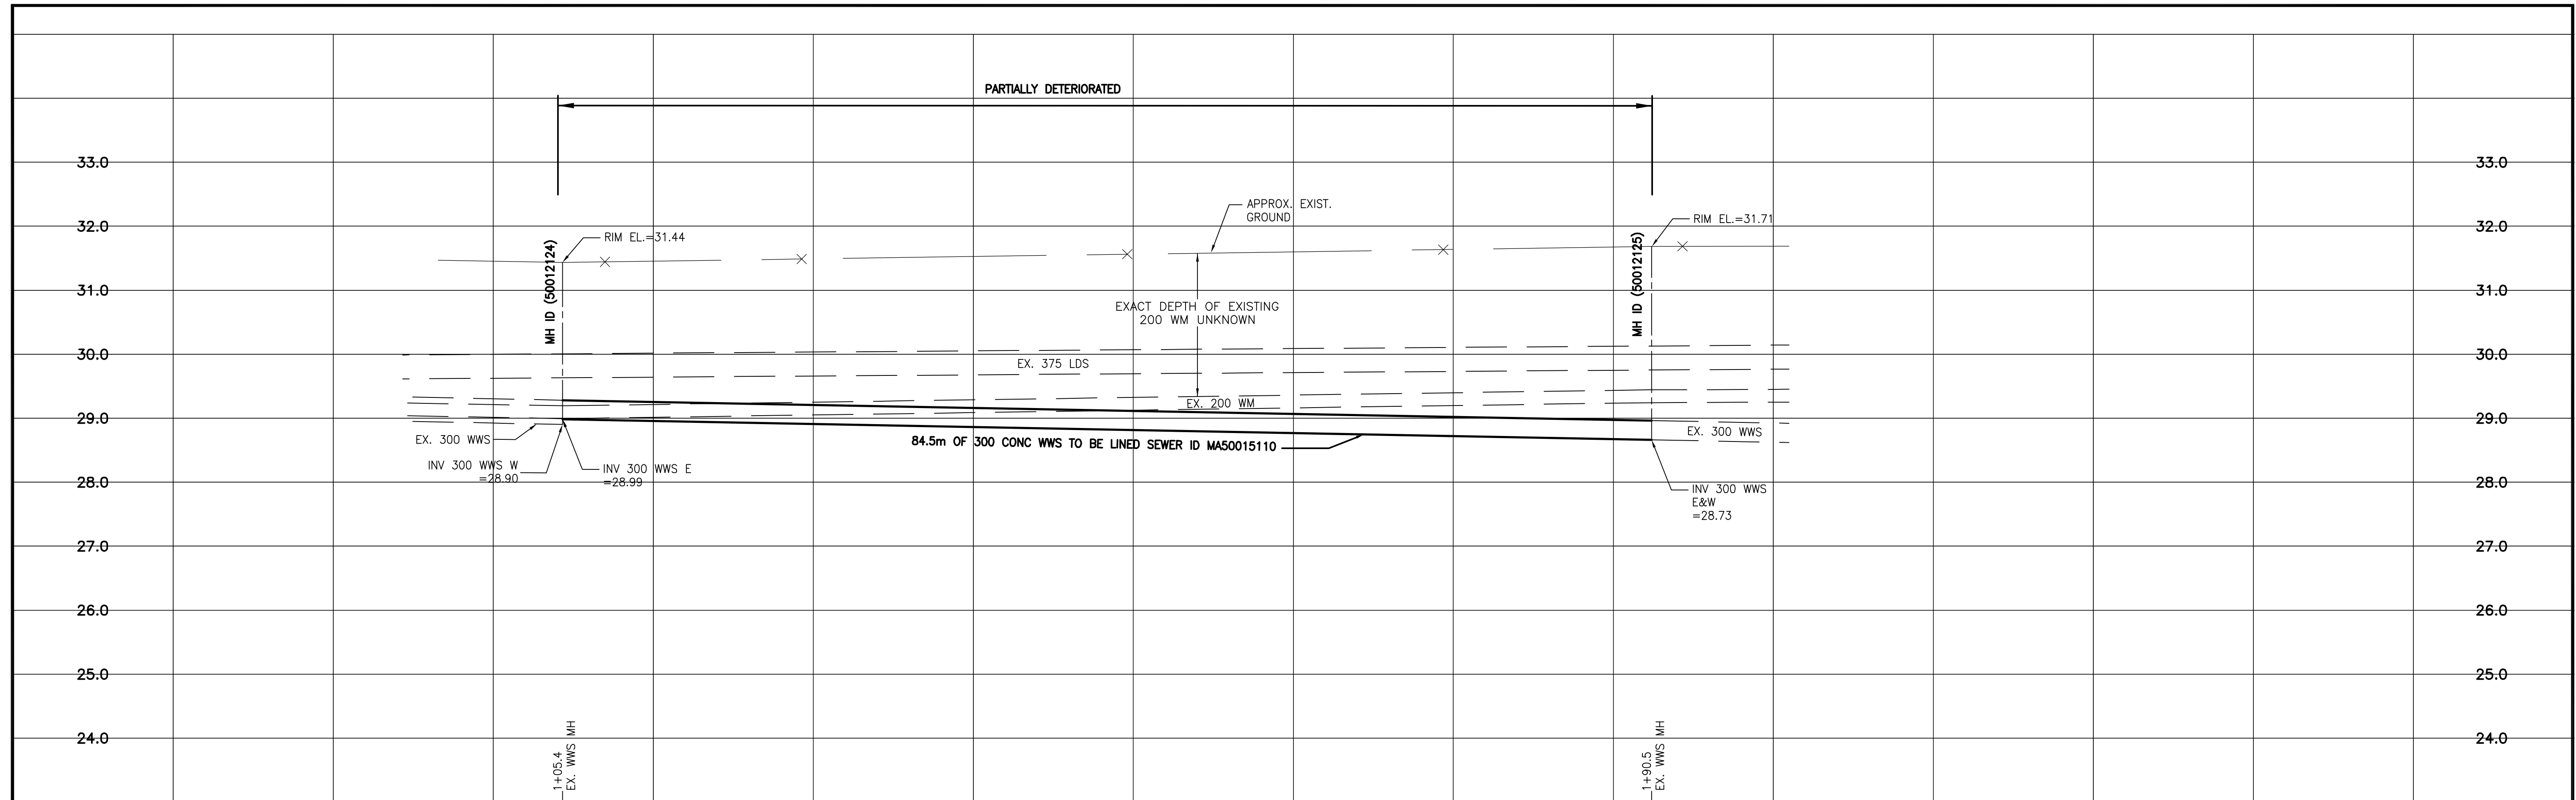 PARTIALLY DETERIORATED
33.0
33.0
APPROX. EXIST.
GROUND
RIM EL.=31.71
32.0
32.0
RIM EL.=31.44
MH ID (50012124)
MH ID (50012125)
31.0
31.0
EXACT DEPTH OF EXISTING
200 WM UNKNOWN
30.0
30.0
EX. 375 LDS
EX. 200 WM
29.0
29.0
EX. 300 WWS
EX. 300 WWS
84.5m OF 300 CONC WWS TO BE LINED SEWER ID MA50015110
INV 300 WWS W
=28.90
INV 300 WWS E
=28.99
28.0
28.0
INV 300 WWS
E&W
=28.73
27.0
27.0
26.0
26.0
25.0
25.0
24.0
24.0
1+05.4
EX. WWS MH
1+90.5
EX. WWS MH